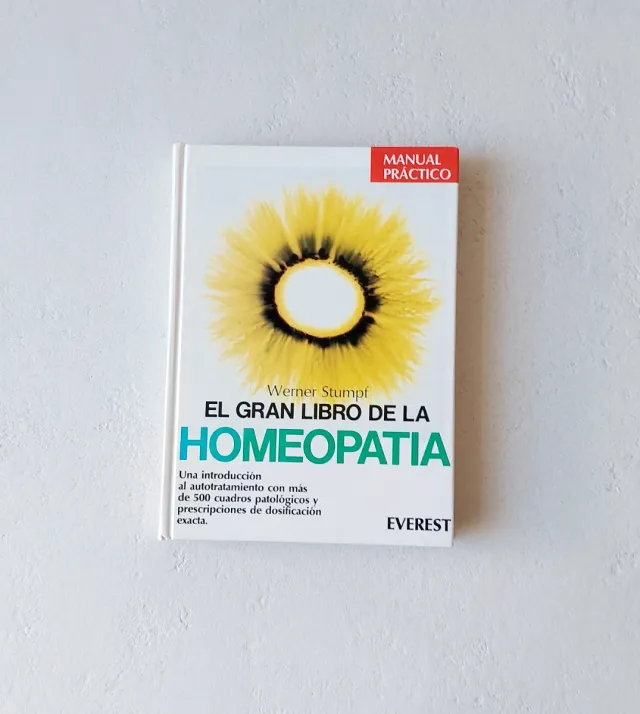 MANUAL
PRÁCTICO
Werner Stumpf
EL GRAN LIBRO DE LA
HOMEOPATIA
Una introducción
al autotratamiento con más
de 500 cuadros patológicos y
prescripciones de dosificación
exacta.
EVEREST